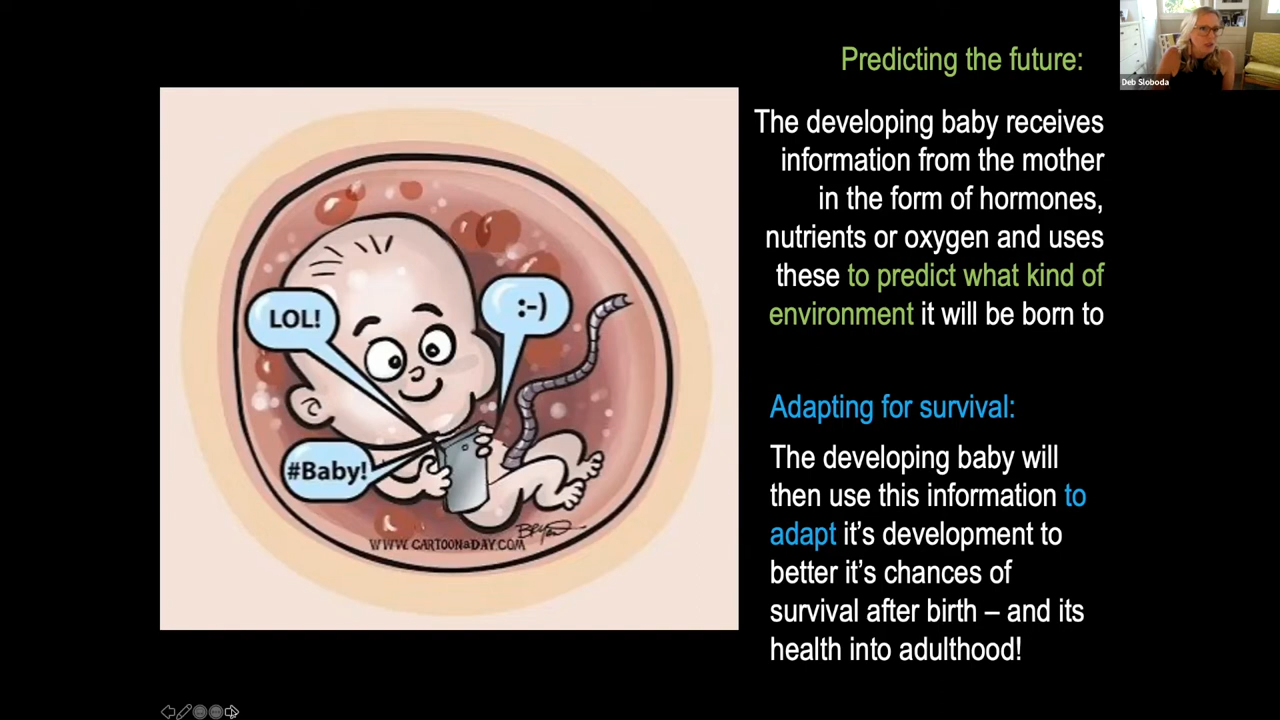 Predicting the future:
The developing baby receives
information from the mother
in the form of hormones,
nutrients or oxygen and uses
these to predict what kind of
environment it will be born to
Adapting for survival:
The developing baby will
then use this information to
adapt it's development to
better it's chances of
survival after birth – and its
health into adulthood!
LOL!
:-)
#Baby!
WWW.CARTOONaDAY.COM
Deb Sloboda